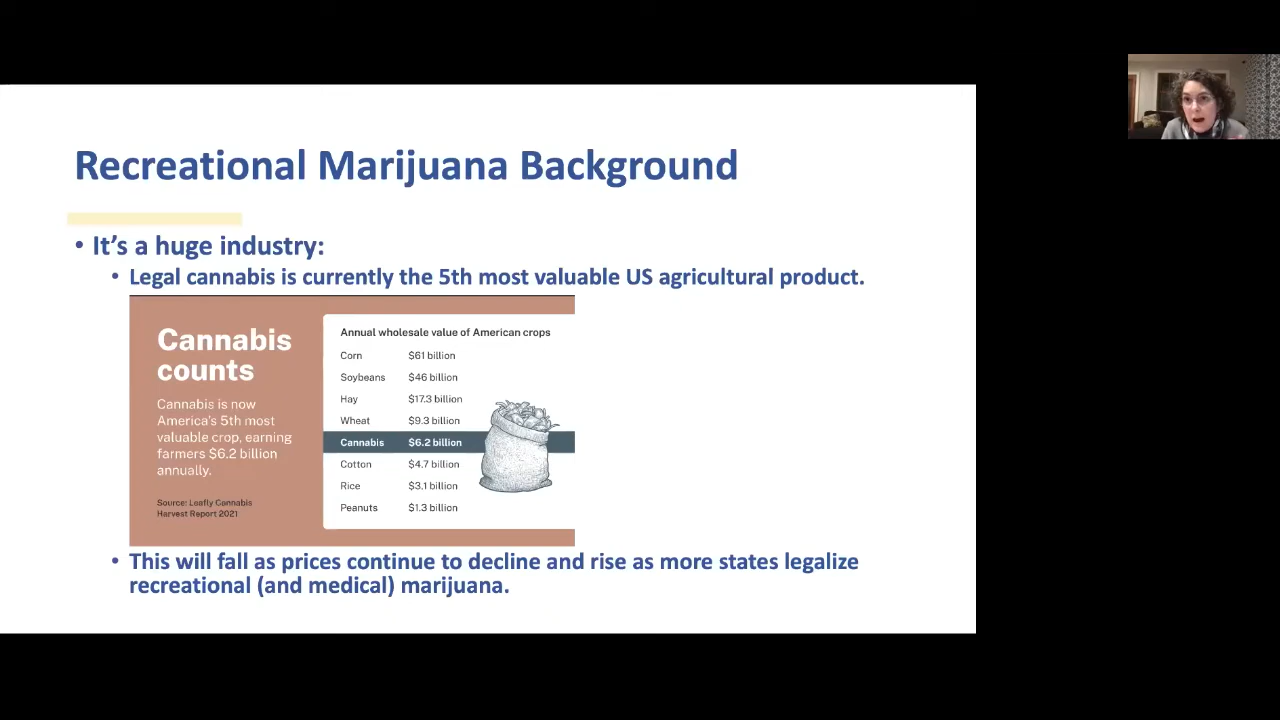 Recreational Marijuana Background
• It's a huge industry:
• Legal cannabis is currently the 5th most valuable US agricultural product.
Cannabis
counts
Cannabis is now
America's 5th most
valuable crop, earning
farmers $6.2 billion
annually.
Source: Leafly Cannabis
Harvest Report 2021
Annual wholesale value of American crops
Corn $61 billion
Soybeans $46 billion
Hay $17.3 billion
Wheat $9.3 billion
Cannabis $6.2 billion
Cotton $4.7 billion
Rice $3.1 billion
Peanuts $1.3 billion
• This will fall as prices continue to decline and rise as more states legalize
recreational (and medical) marijuana.